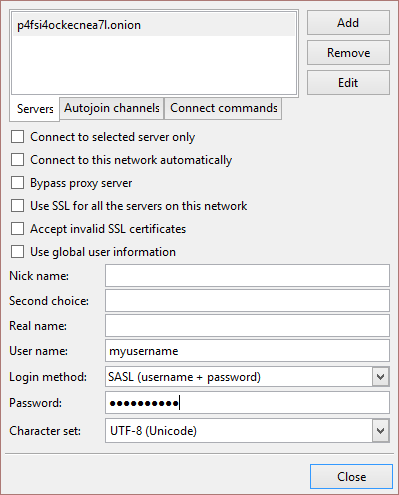 p4fsi4ockecnea7l.onion
Add
Remove
Edit
Servers Autojoin channels Connect commands
Connect to selected server only
Connect to this network automatically
Bypass proxy server
Use SSL for all the servers on this network
Accept invalid SSL certificates
Use global user information
Nick name:
Second choice:
Real name:
User name: myusername
Login method: SASL (username + password)
Password: ●●●●●●●●●●
Character set: UTF-8 (Unicode)
Close